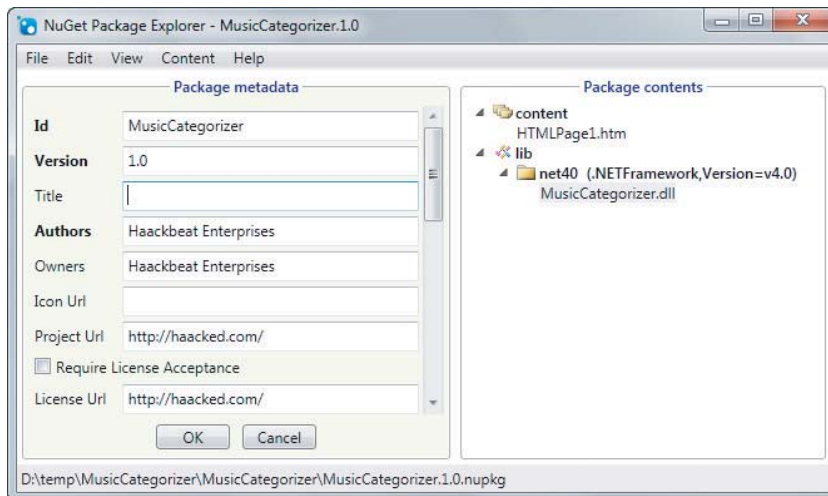 NuGet Package Explorer - MusicCategorizer.1.0
File Edit View Content Help
Package metadata
Id MusicCategorizer
Version 1.0
Title
Authors Haackbeat Enterprises
Owners Haackbeat Enterprises
Icon Url
Project Url http://haacked.com/
Require License Acceptance
License Url http://haacked.com/
OK Cancel
Package contents
content
HTMLPage1.htm
lib
net40 (.NETFramework,Version=v4.0)
MusicCategorizer.dll
D:\temp\MusicCategorizer\MusicCategorizer\MusicCategorizer.1.0.nupkg